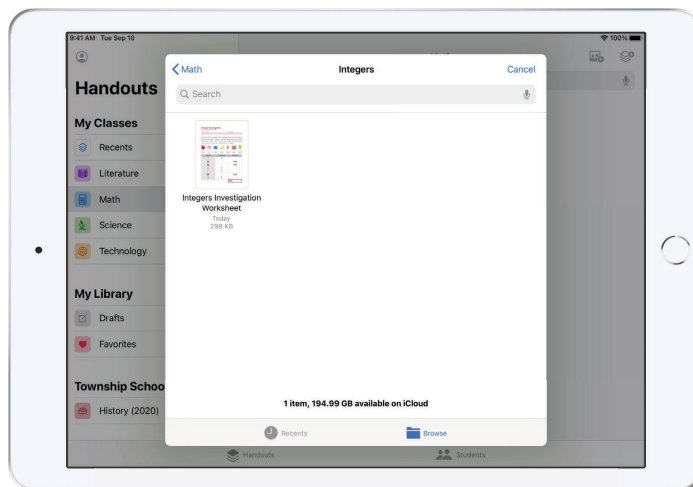 9:41 AM Tue Sep 10
100%
Handouts
My Classes
Recents
Literature
Math
Science
Technology
My Library
Drafts
Favorites
Township Schoo
History (2020)
Math
Integers
Cancel
Search
Integers Investigation
Worksheet
Today
298 KB
1 item, 194.99 GB available on iCloud
Recents
Browse
Handouts
Students